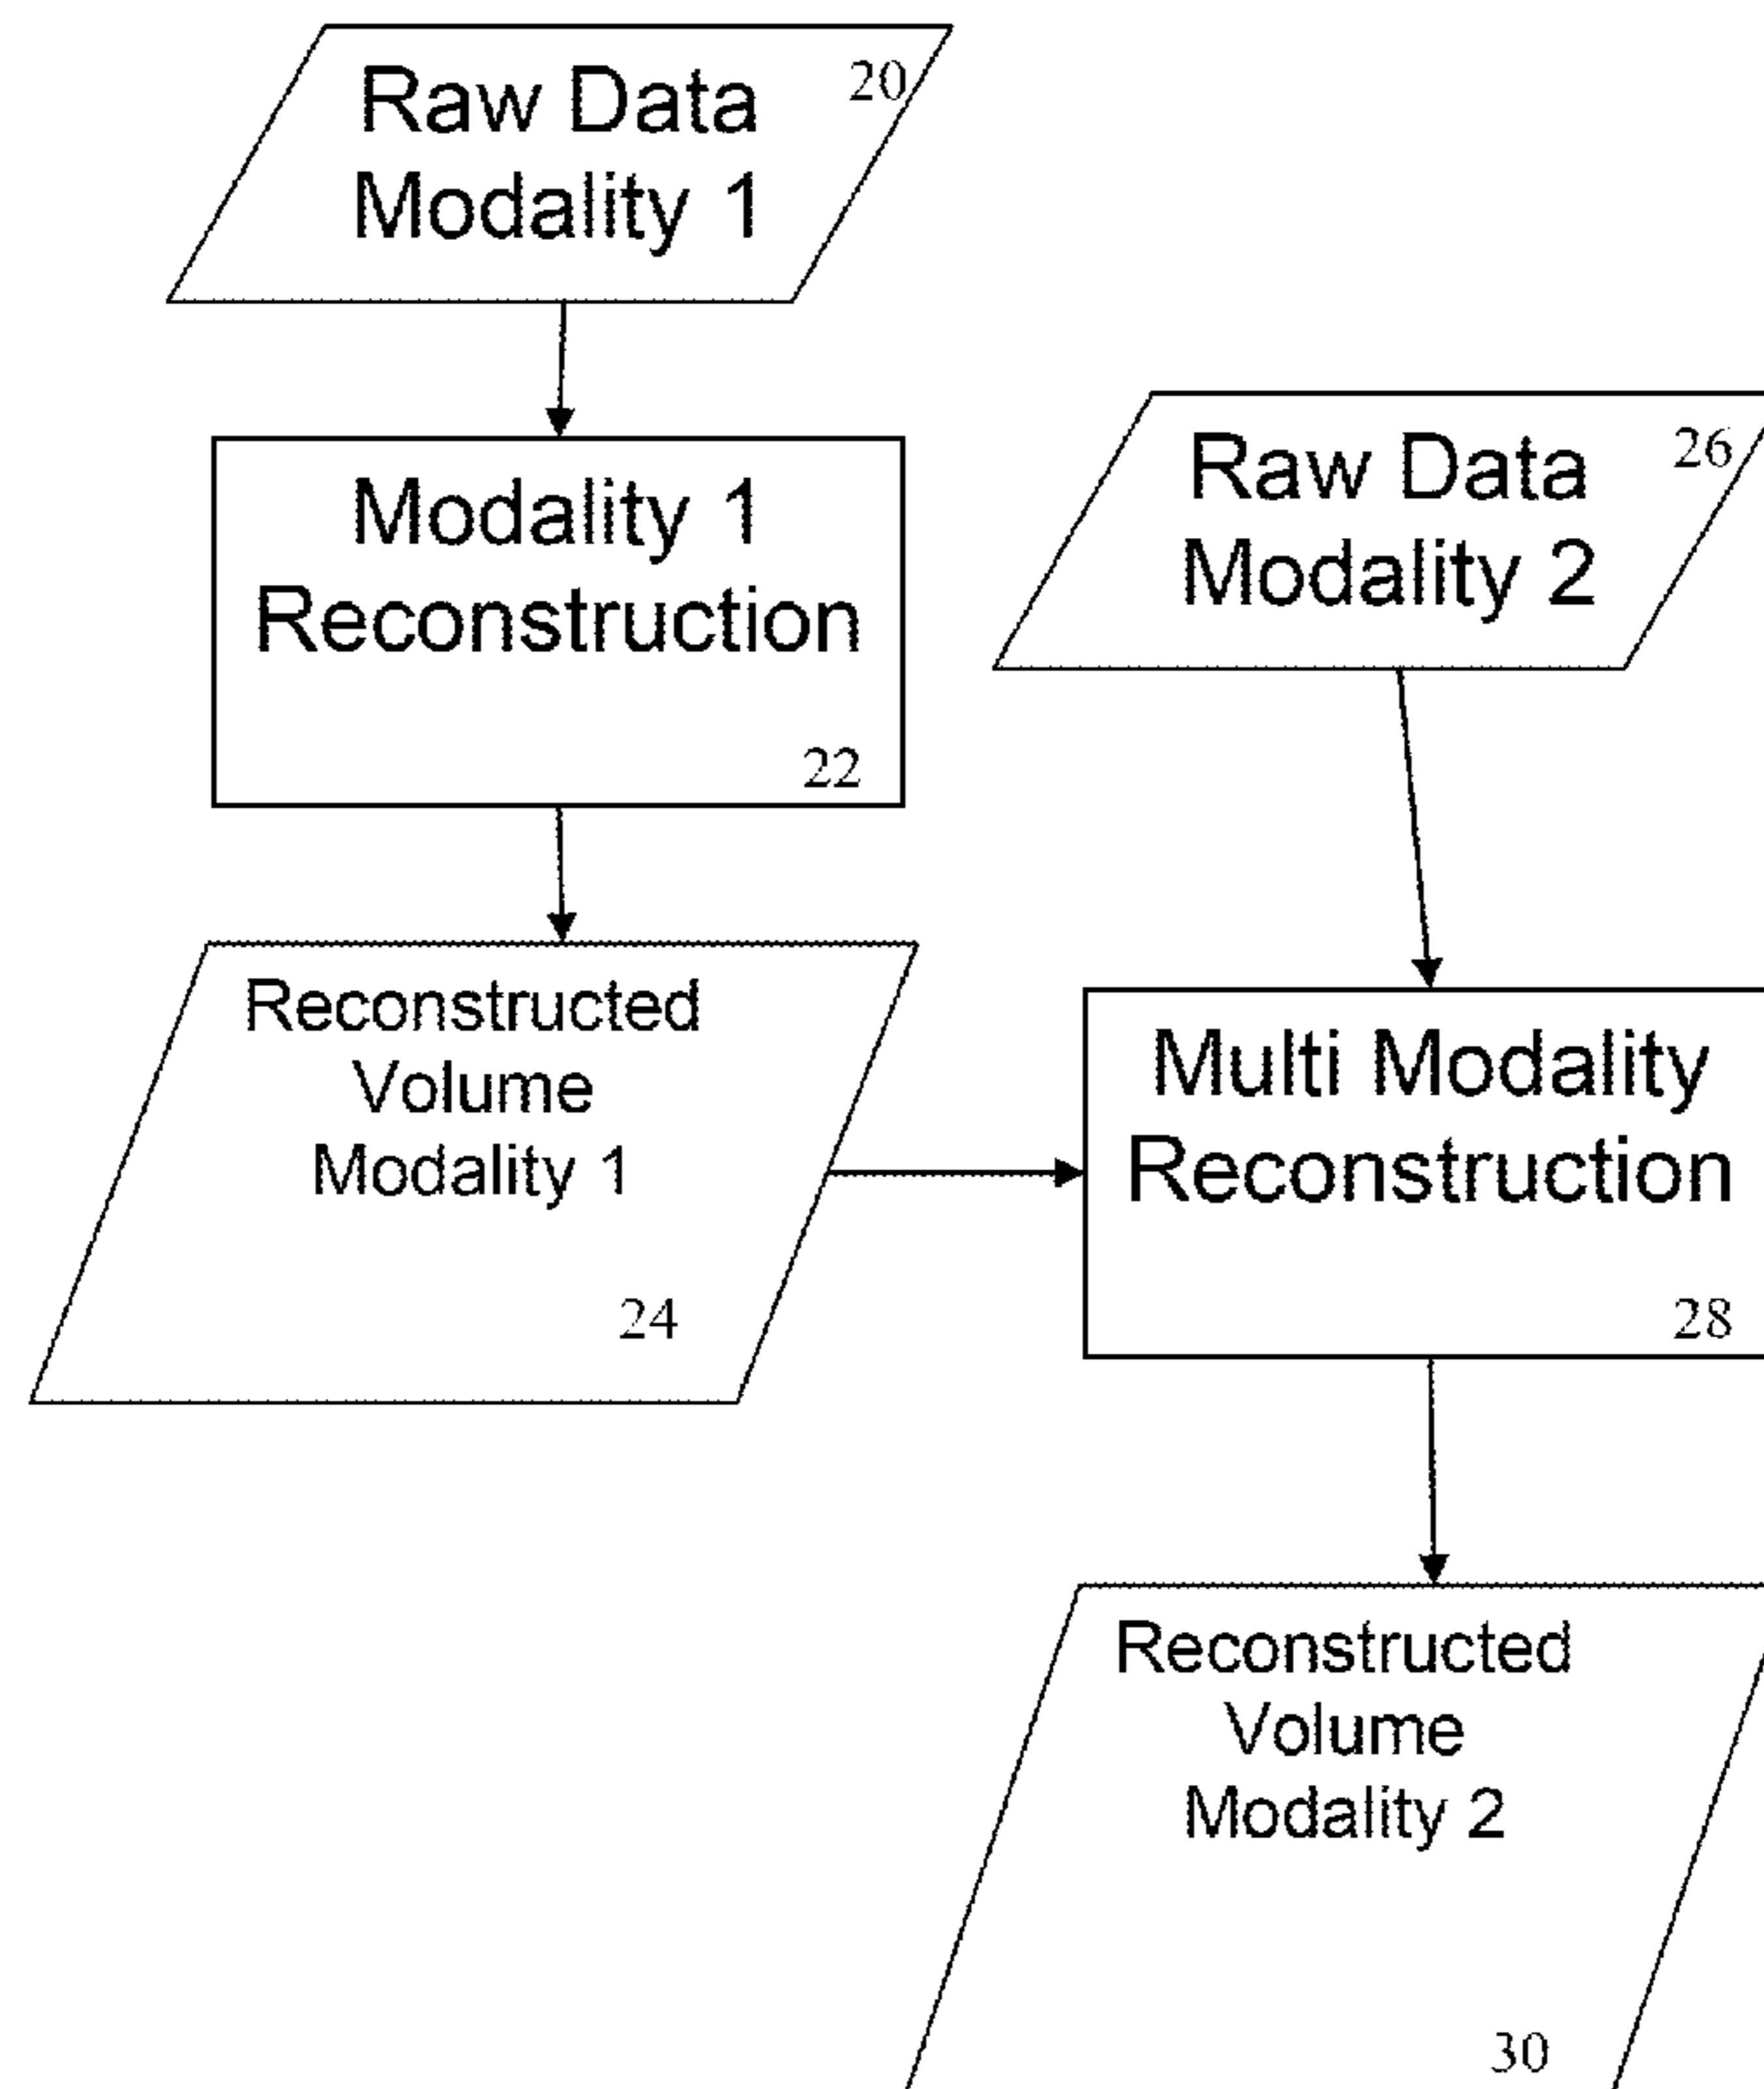 Raw Data
Modality 1
20
Modality 1
Reconstruction
22
Reconstructed
Volume
Modality 1
24
Raw Data
Modality 2
26
Multi Modality
Reconstruction
28
Reconstructed
Volume
Modality 2
30